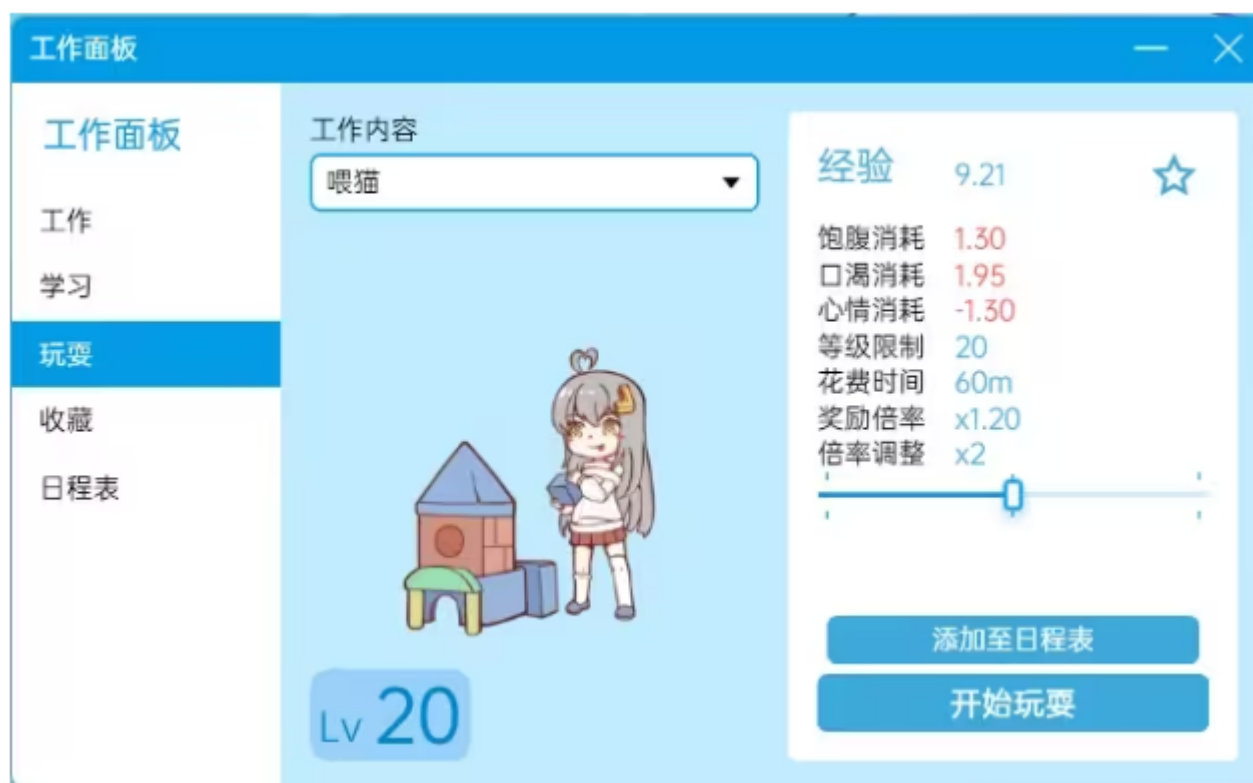 工作面板
工作面板
工作
学习
玩耍
收藏
日程表
工作内容
喂猫
Lv 20
经验 9.21
饱腹消耗 1.30
口渴消耗 1.95
心情消耗 -1.30
等级限制 20
花费时间 60m
奖励倍率 x1.20
倍率调整 x2
添加至日程表
开始玩耍